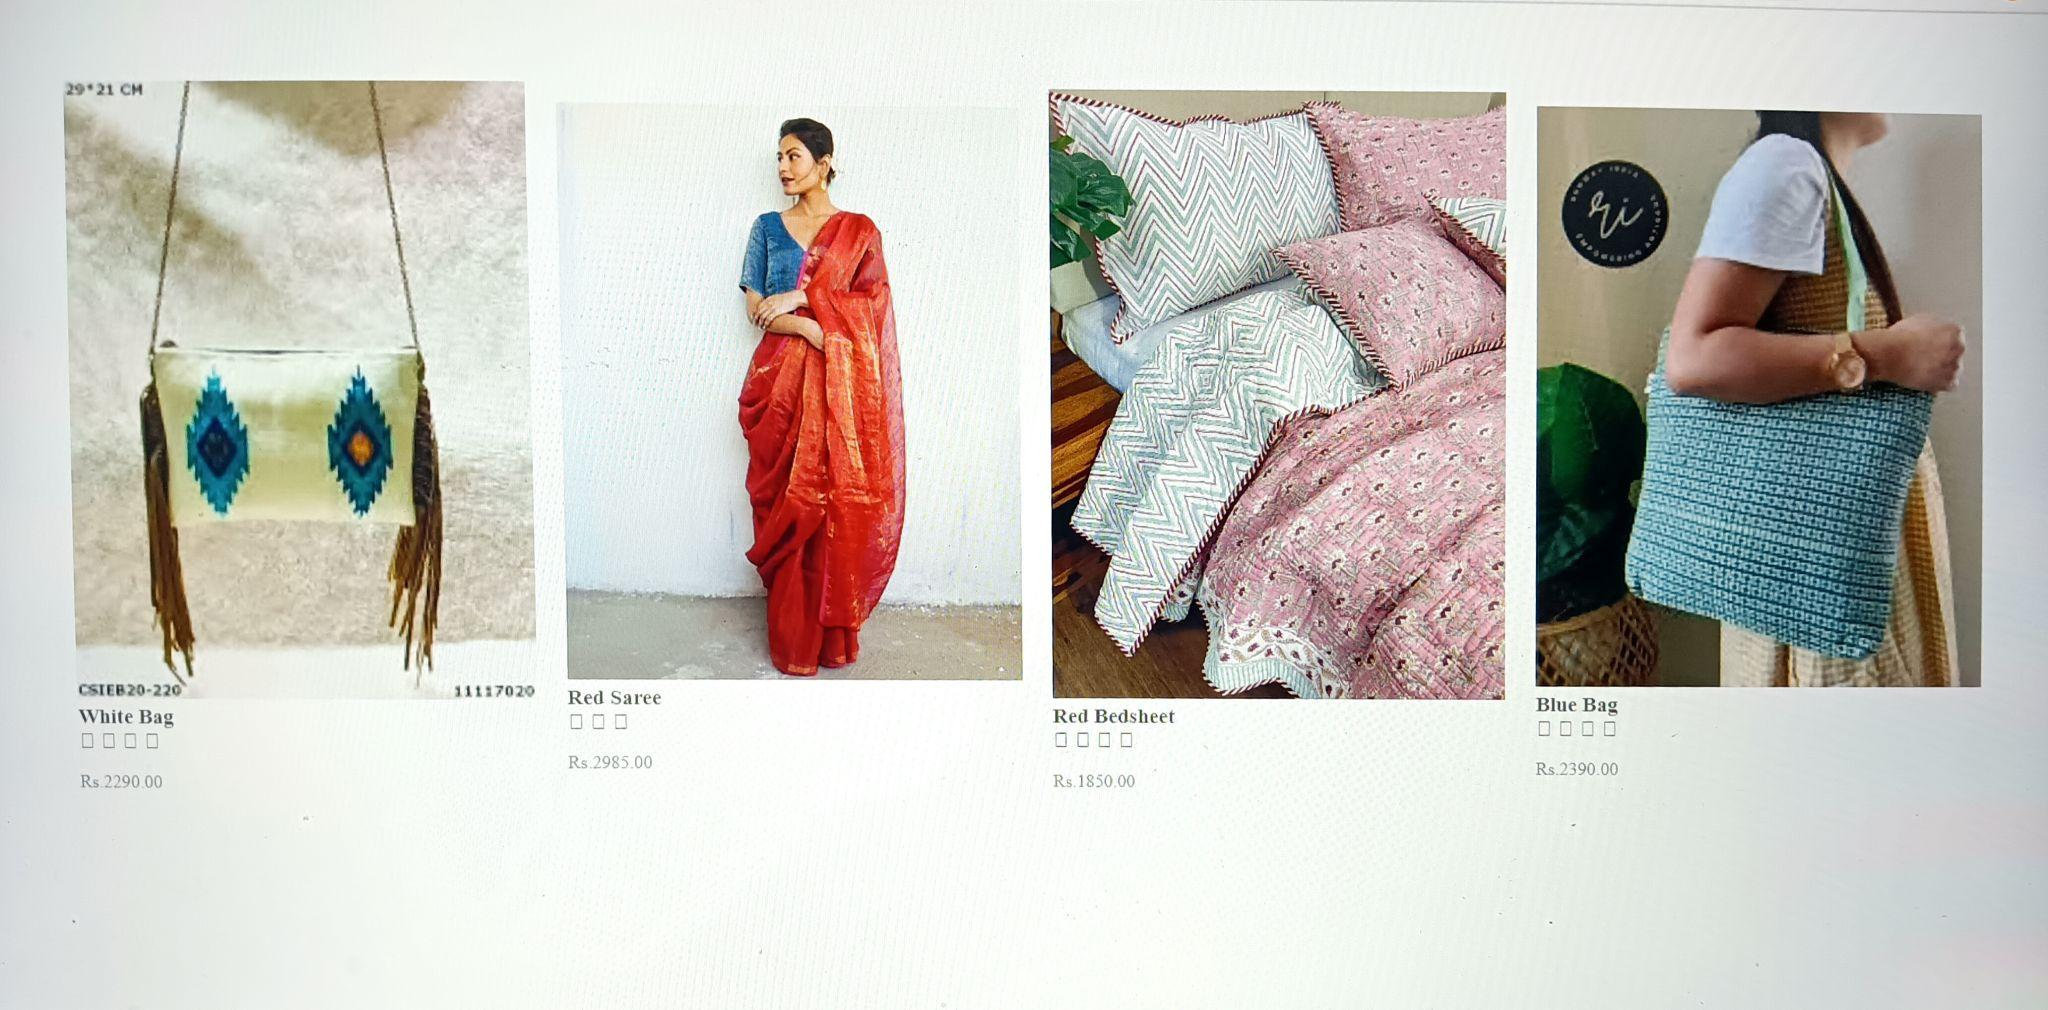 29*21 CM
CSIEB20-220
11117020
White Bag
Rs.2290.00
Red Saree
Rs.2985.00
Red Bedsheet
Rs.1850.00
ri
Blue Bag
Rs.2390.00